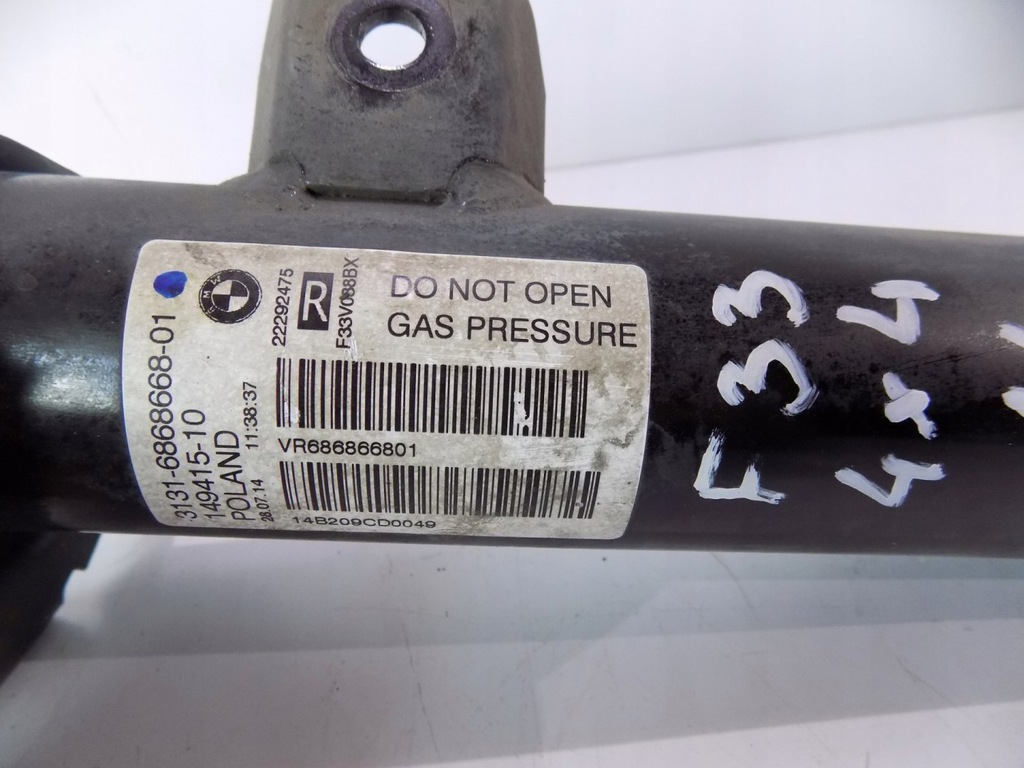 BMW
3131-6868668-01
149415-10
POLAND
28.07.14 11:38:37
22292475
R
F33V088BX
DO NOT OPEN
GAS PRESSURE
VR686866801
14B209CD0049
F33
4x4